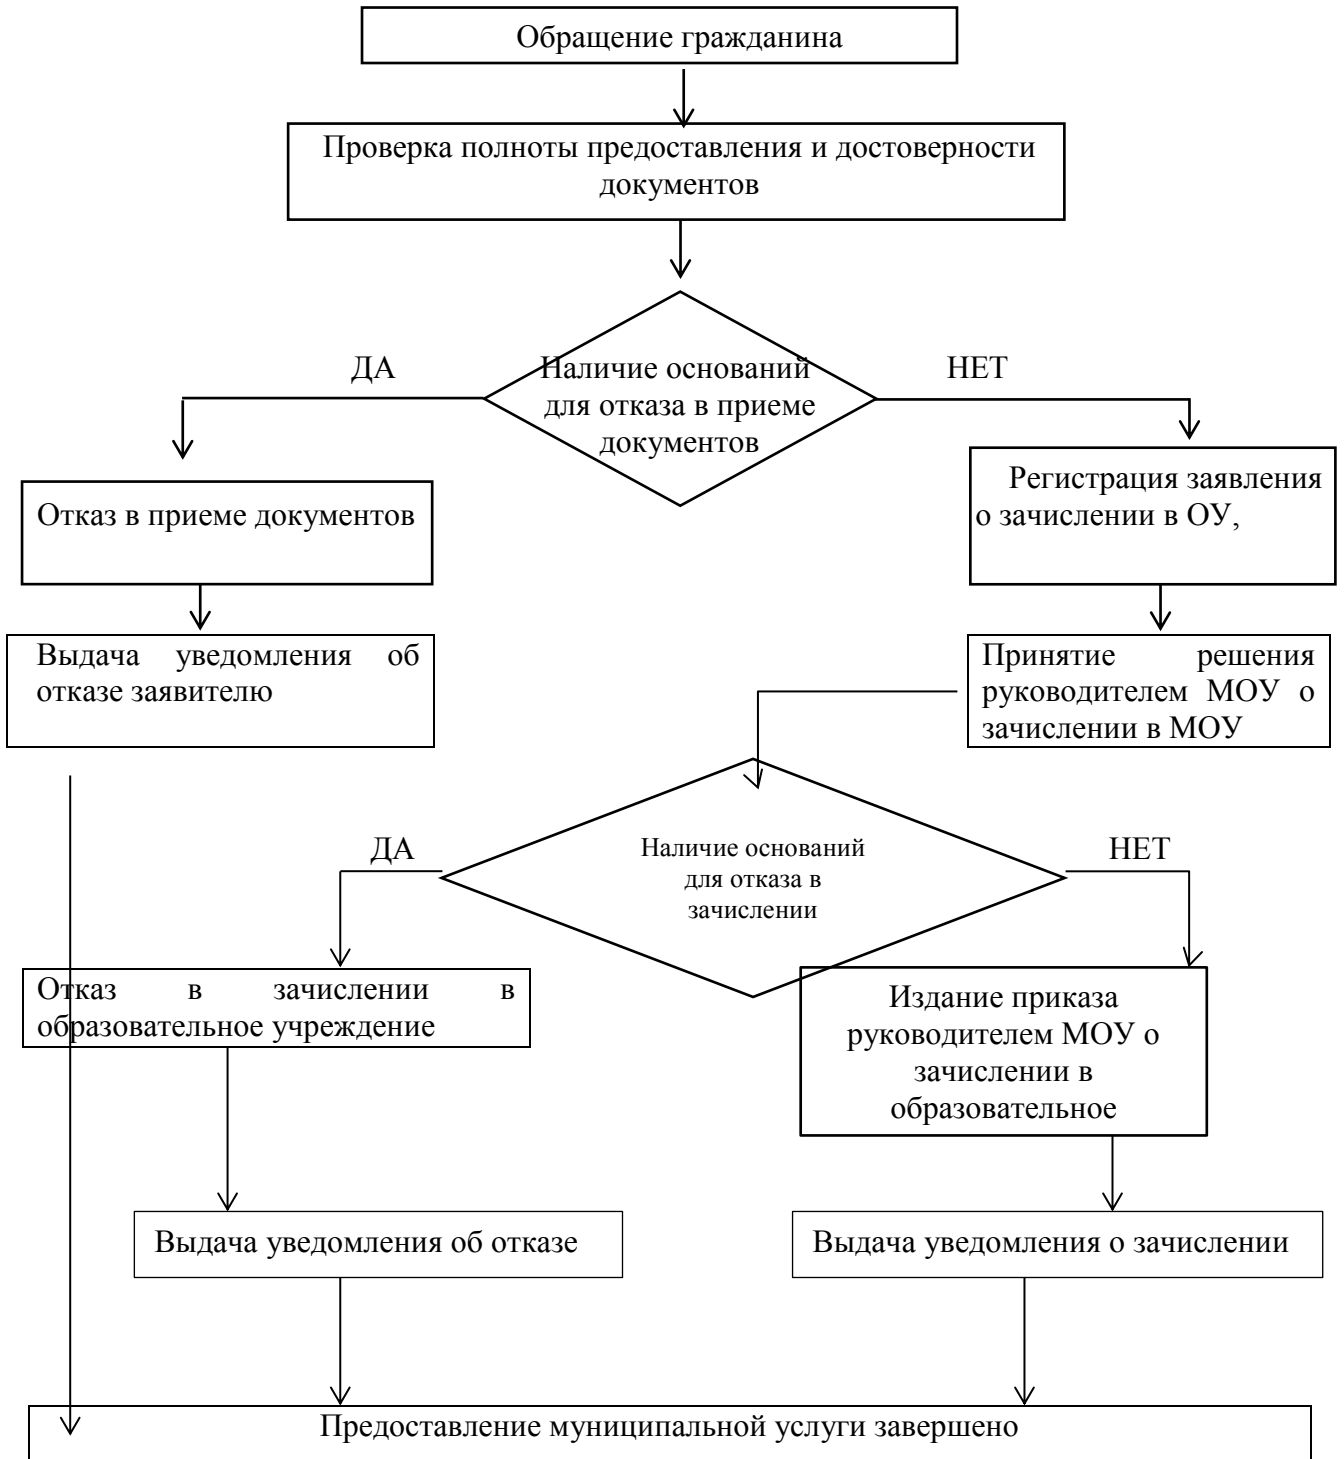 Обращение гражданина
Проверка полноты предоставления и достоверности
документов
ДА
НЕТ
Наличие оснований
для отказа в приеме
документов
Отказ в приеме документов
Регистрация заявления
о зачислении в ОУ,
Выдача уведомления об
отказе заявителю
Принятие решения
руководителем МОУ о
зачислении в МОУ
ДА
НЕТ
Наличие оснований
для отказа в
зачислении
Отказ в зачислении в
образовательное учреждение
Издание приказа
руководителем МОУ о
зачислении в
образовательное
Выдача уведомления об отказе
Выдача уведомления о зачислении
Предоставление муниципальной услуги завершено